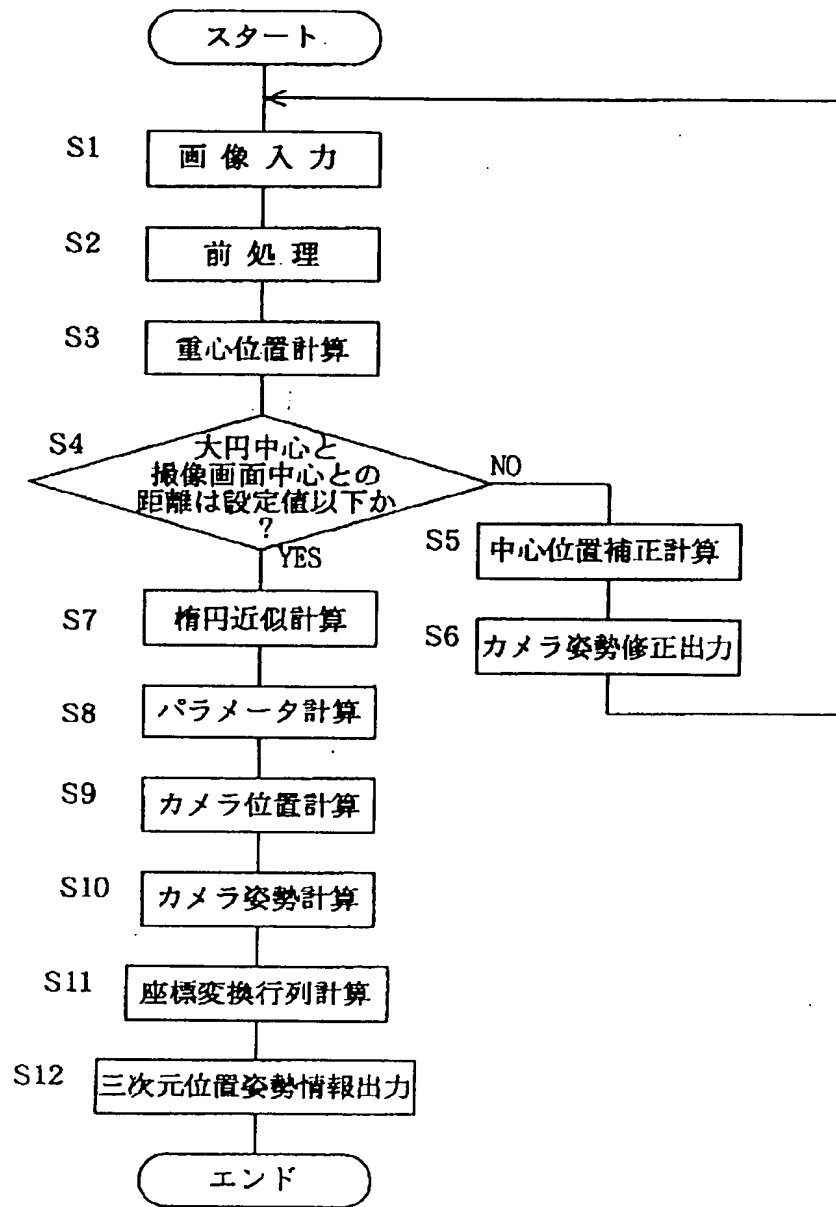 スタート
S1
画像入力
S2
前処理
S3
重心位置計算
S4
大円中心と
撮像画面中心との
距離は設定値以下か
?
NO
YES
S5
中心位置補正計算
S6
カメラ姿勢修正出力
S7
楕円近似計算
S8
パラメータ計算
S9
カメラ位置計算
S10
カメラ姿勢計算
S11
座標変換行列計算
S12
三次元位置姿勢情報出力
エンド